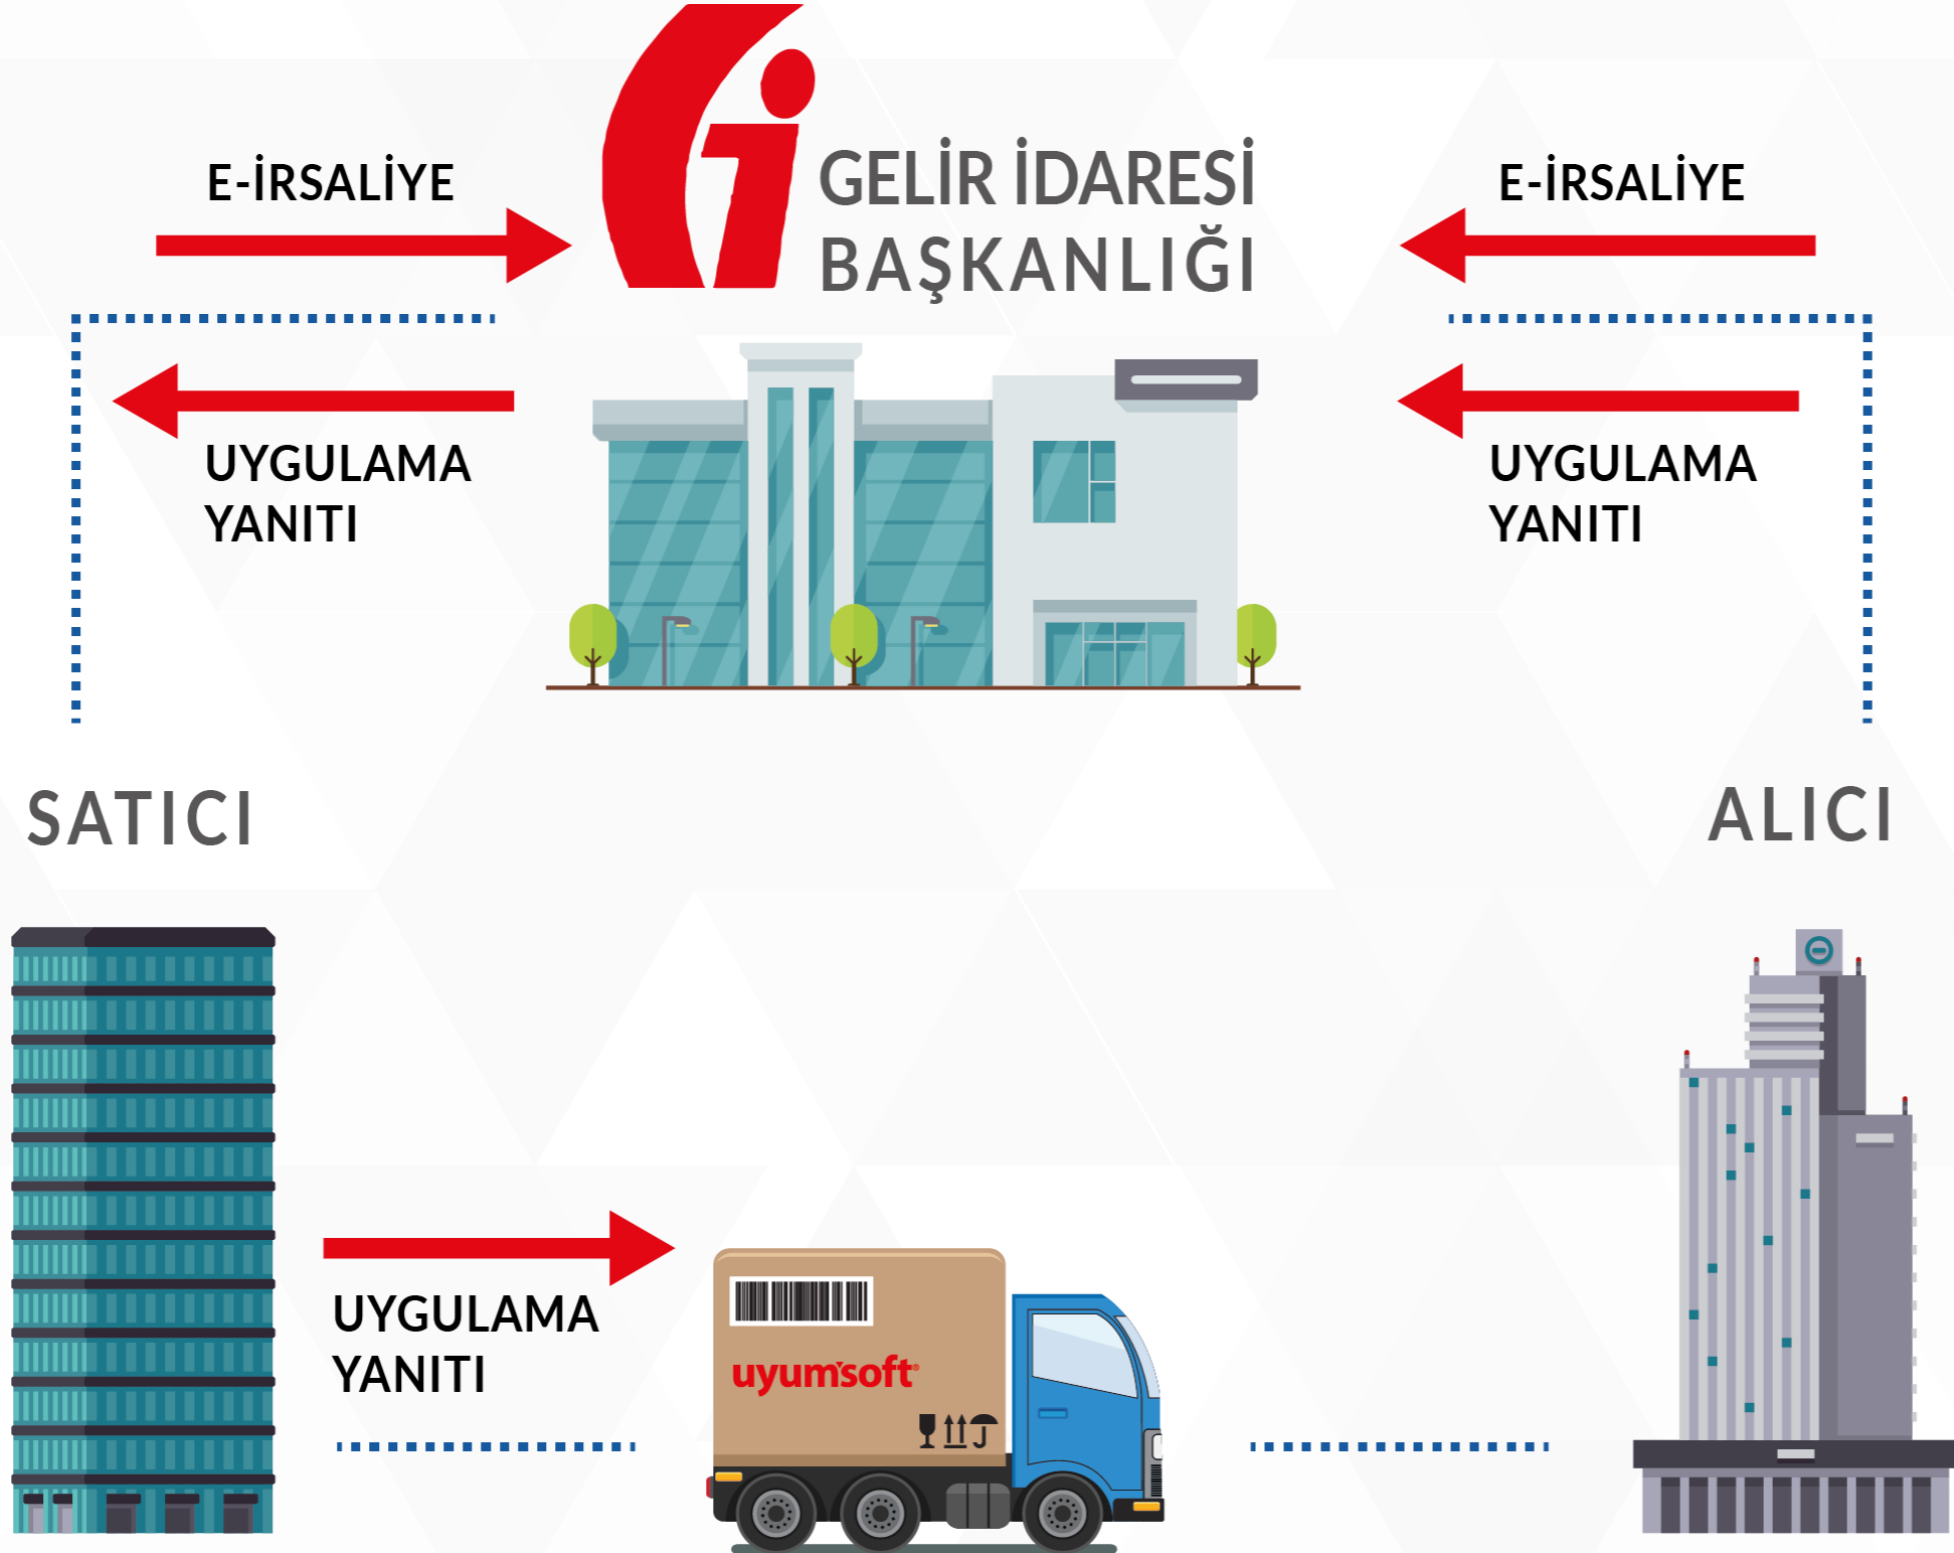 E-İRSALİYE
GELİR İDARESİ
BAŞKANLIĞI
E-İRSALİYE
UYGULAMA
YANITI
UYGULAMA
YANITI
SATICI
ALICI
UYGULAMA
YANITI
uyumsoft®